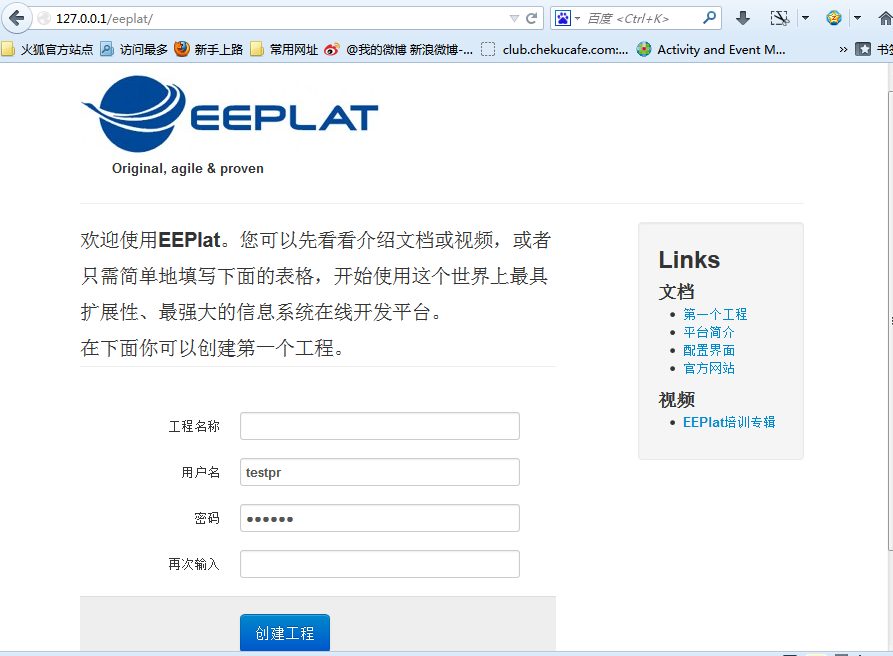 127.0.0.1/eeplat/
百度 <Ctrl+K>
火狐官方站点 访问最多 新手上路 常用网址 @我的微博 新浪微博-... club.chekucafe.com:... Activity and Event M... »
EEPLAT
Original, agile & proven
欢迎使用EEPlat。您可以先看看介绍文档或视频，或者
只需简单地填写下面的表格，开始使用这个世界上最具
扩展性、最强大的信息系统在线开发平台。
在下面你可以创建第一个工程。
工程名称
用户名 testpr
密码 ●●●●●●
再次输入
创建工程
Links
文档
第一个工程
平台简介
配置界面
官方网站
视频
EEPlat培训专辑